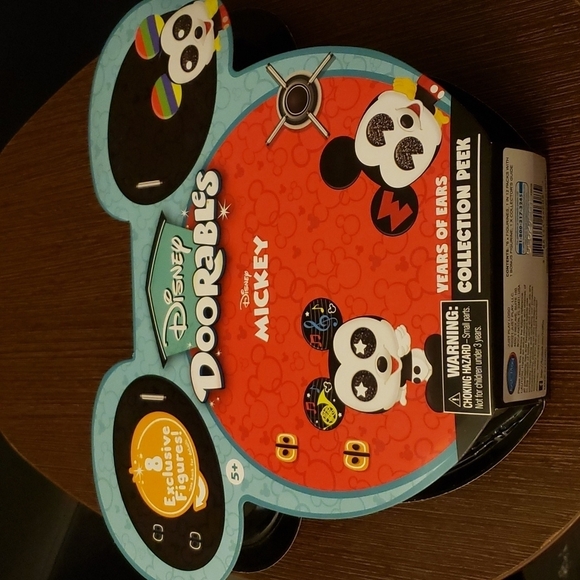 Disney
Doorables
Disney
MICKEY
YEARS OF EARS
COLLECTION PEEK
8
Exclusive
Figures!
5+
WARNING:
CHOKING HAZARD – Small parts.
Not for children under 3 years.